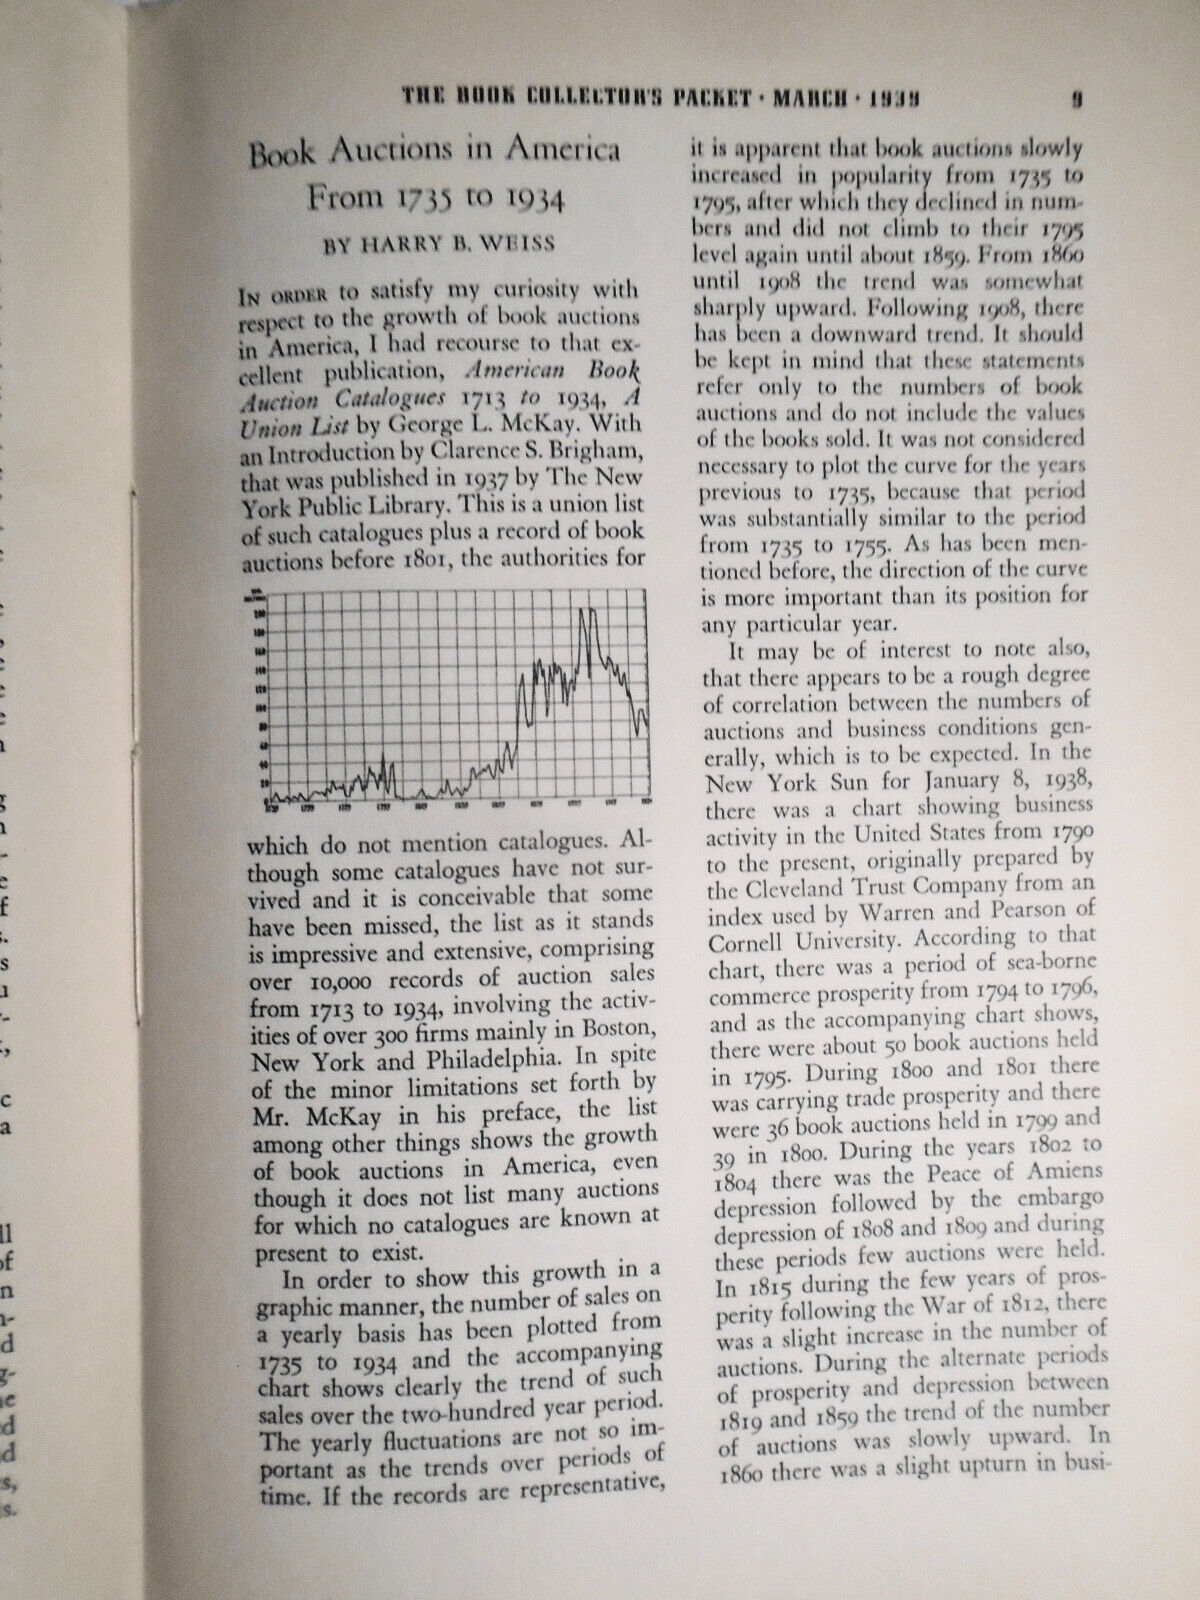 THE BOOK COLLECTOR'S PACKET · MARCH · 1939 9
Book Auctions in America
From 1735 to 1934
BY HARRY B. WEISS
IN ORDER to satisfy my curiosity with
respect to the growth of book auctions
in America, I had recourse to that ex-
cellent publication, American Book
Auction Catalogues 1713 to 1934, A
Union List by George L. McKay. With
an Introduction by Clarence S. Brigham,
that was published in 1937 by The New
York Public Library. This is a union list
of such catalogues plus a record of book
auctions before 1801, the authorities for
which do not mention catalogues. Al-
though some catalogues have not sur-
vived and it is conceivable that some
have been missed, the list as it stands
is impressive and extensive, comprising
over 10,000 records of auction sales
from 1713 to 1934, involving the activ-
ities of over 300 firms mainly in Boston,
New York and Philadelphia. In spite
of the minor limitations set forth by
Mr. McKay in his preface, the list
among other things shows the growth
of book auctions in America, even
though it does not list many auctions
for which no catalogues are known at
present to exist.
In order to show this growth in a
graphic manner, the number of sales on
a yearly basis has been plotted from
1735 to 1934 and the accompanying
chart shows clearly the trend of such
sales over the two-hundred year period.
The yearly fluctuations are not so im-
portant as the trends over periods of
time. If the records are representative,
it is apparent that book auctions slowly
increased in popularity from 1735 to
1795, after which they declined in num-
bers and did not climb to their 1795
level again until about 1859. From 1860
until 1908 the trend was somewhat
sharply upward. Following 1908, there
has been a downward trend. It should
be kept in mind that these statements
refer only to the numbers of book
auctions and do not include the values
of the books sold. It was not considered
necessary to plot the curve for the years
previous to 1735, because that period
was substantially similar to the period
from 1735 to 1755. As has been men-
tioned before, the direction of the curve
is more important than its position for
any particular year.
It may be of interest to note also,
that there appears to be a rough degree
of correlation between the numbers of
auctions and business conditions gen-
erally, which is to be expected. In the
New York Sun for January 8, 1938,
there was a chart showing business
activity in the United States from 1790
to the present, originally prepared by
the Cleveland Trust Company from an
index used by Warren and Pearson of
Cornell University. According to that
chart, there was a period of sea-borne
commerce prosperity from 1794 to 1796,
and as the accompanying chart shows,
there were about 50 book auctions held
in 1795. During 1800 and 1801 there
was carrying trade prosperity and there
were 36 book auctions held in 1799 and
39 in 1800. During the years 1802 to
1804 there was the Peace of Amiens
depression followed by the embargo
depression of 1808 and 1809 and during
these periods few auctions were held.
In 1815 during the few years of pros-
perity following the War of 1812, there
was a slight increase in the number of
auctions. During the alternate periods
of prosperity and depression between
1819 and 1859 the trend of the number
of auctions was slowly upward. In
1860 there was a slight upturn in busi-